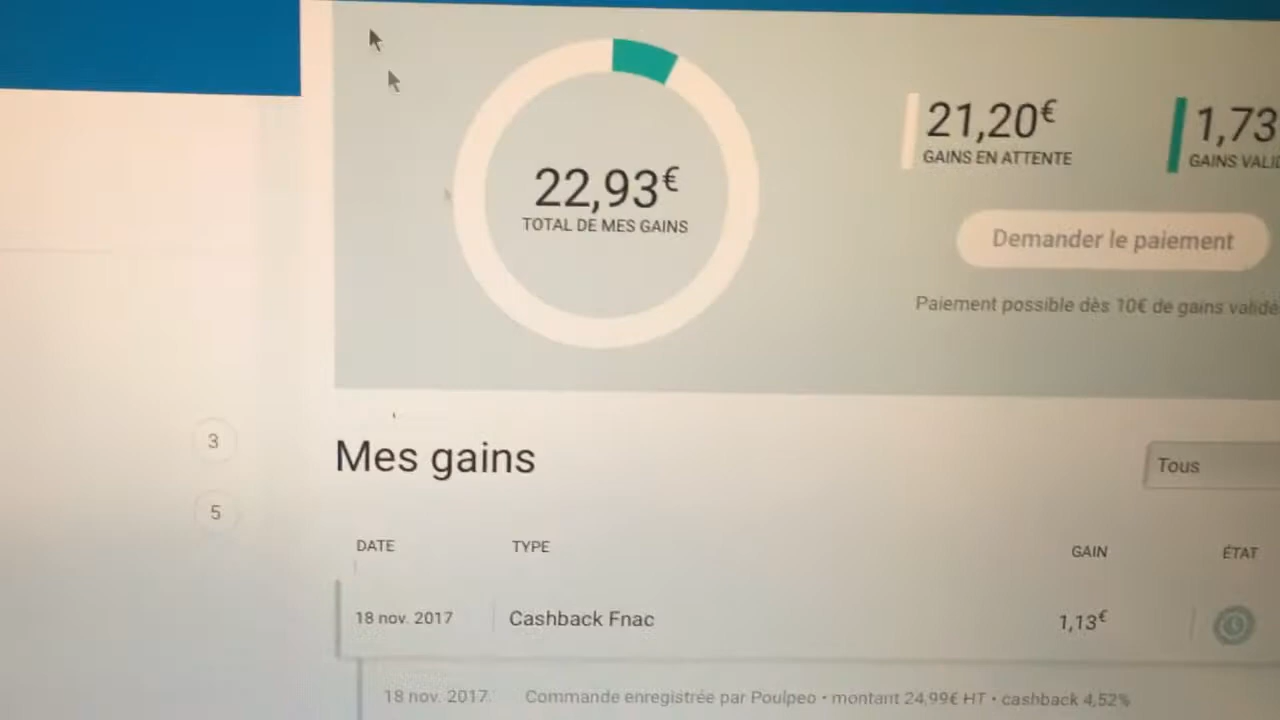 22,93€
TOTAL DE MES GAINS
21,20€
GAINS EN ATTENTE
1,73
GAINS
Demander le paiement
Paiement possible dès 10€ de gains
3
5
Mes gains
Tous
DATE TYPE GAIN ÉTAT
18 nov. 2017 Cashback Fnac 1,13€
18 nov. 2017. Commande enregistrée par Poulpeo • montant 24,99€ HT • cashback 4,52%